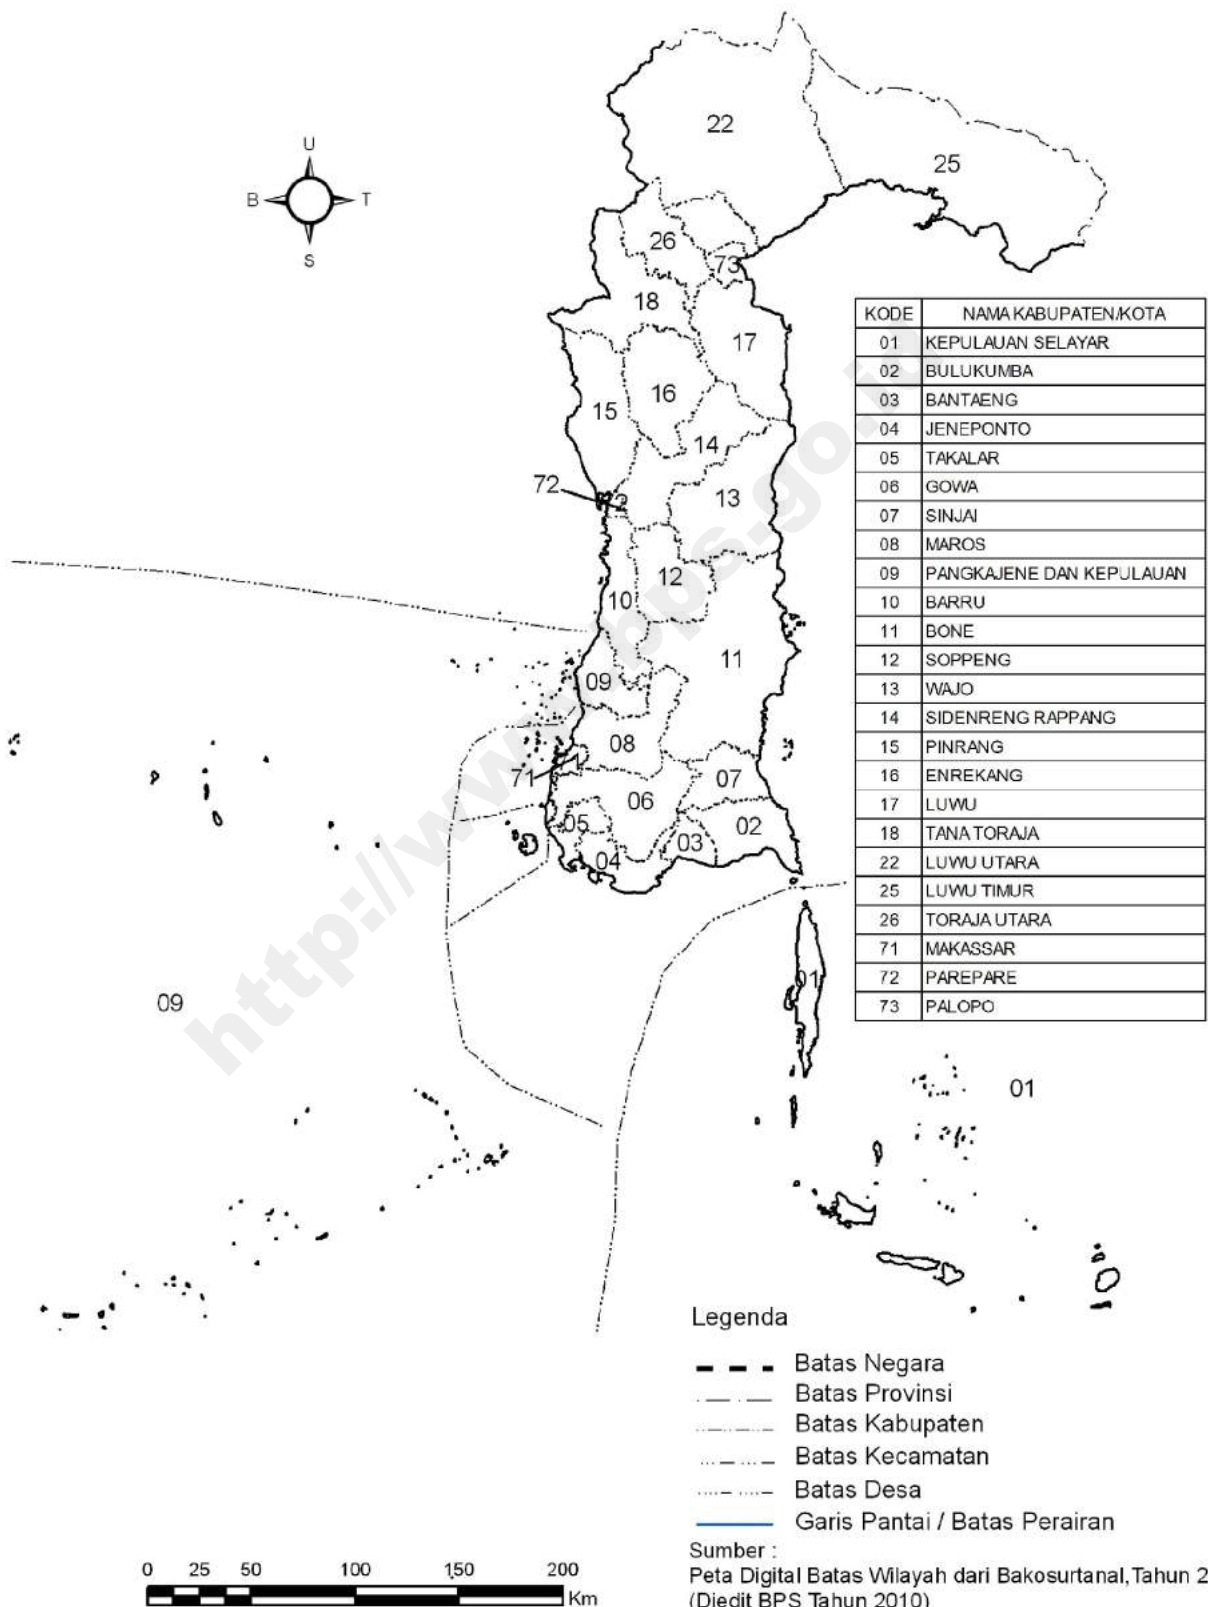 22
25
U
B
T
S
26
73
18
17
16
15
14
72
13
12
10
11
09
08
71
07
06
05
02
03
04
01
09
01
KODE NAMA KABUPATEN/KOTA
01 KEPULAUAN SELAYAR
02 BULUKUMBA
03 BANTAENG
04 JENEPONTO
05 TAKALAR
06 GOWA
07 SINJAI
08 MAROS
09 PANGKAJENE DAN KEPULAUAN
10 BARRU
11 BONE
12 SOPPENG
13 WAJO
14 SIDENRENG RAPPANG
15 PINRANG
16 ENREKANG
17 LUWU
18 TANA TORAJA
22 LUWU UTARA
25 LUWU TIMUR
26 TORAJA UTARA
71 MAKASSAR
72 PAREPARE
73 PALOPO
Legenda
Batas Negara
Batas Provinsi
Batas Kabupaten
Batas Kecamatan
Batas Desa
Garis Pantai / Batas Perairan
Sumber :
Peta Digital Batas Wilayah dari Bakosurtanal,Tahun 2
(Diedit BPS Tahun 2010)
0 25 50 100 150 200
Km